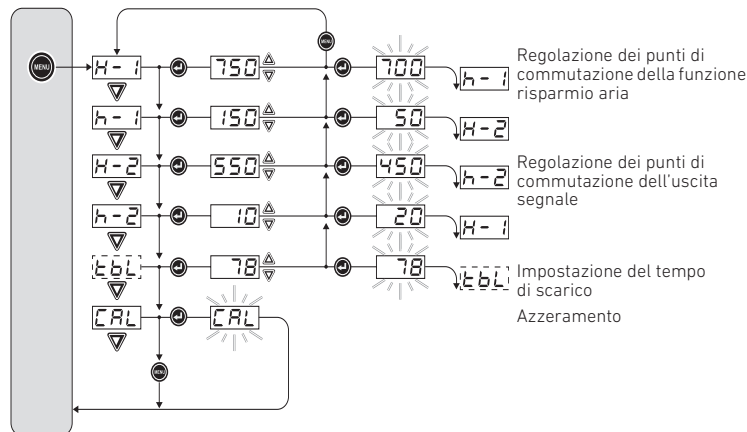 MENU
MENU
H-1
750
700
h-1
Regolazione dei punti di
commutazione della funzione
risparmio aria
h-1
150
50
H-2
H-2
550
450
h-2
Regolazione dei punti di
commutazione dell'uscita
segnale
h-2
10
20
H-1
tbL
78
78
tbL
Impostazione del tempo
di scarico
CAL
CAL
Azzeramento
MENU